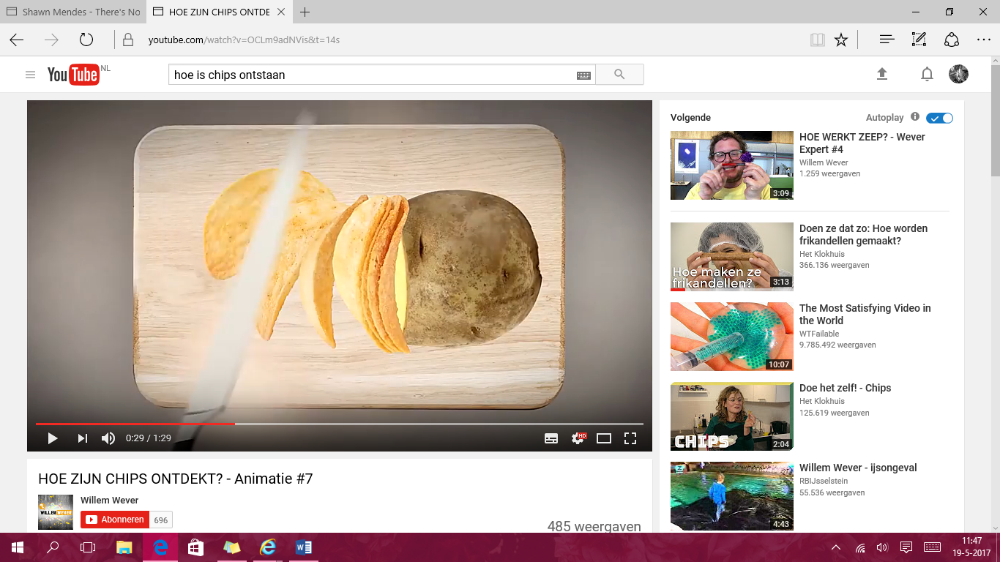 Shawn Mendes - There's No
HOE ZIJN CHIPS ONTDE
youtube.com/watch?v=OCLm9adNVis&t=14s
YouTube NL
hoe is chips ontstaan
Volgende
Autoplay
HOE WERKT ZEEP? - Wever
Expert #4
Willem Wever
1.259 weergaven
3:09
Doen ze dat zo: Hoe worden
frikandellen gemaakt?
Het Klokhuis
366.136 weergaven
Hoe maken ze
frikandellen?
3:13
The Most Satisfying Video in
the World
WTFailable
9.785.492 weergaven
10:07
Doe het zelf! - Chips
Het Klokhuis
125.619 weergaven
CHIPS
2:04
Willem Wever - ijsongeval
RBIJsselstein
55.536 weergaven
4:43
0:29 / 1:29
HD
HOE ZIJN CHIPS ONTDEKT? - Animatie #7
WILLEM WEVER
Willem Wever
Abonneren 696
485 weergaven
11:47
19-5-2017